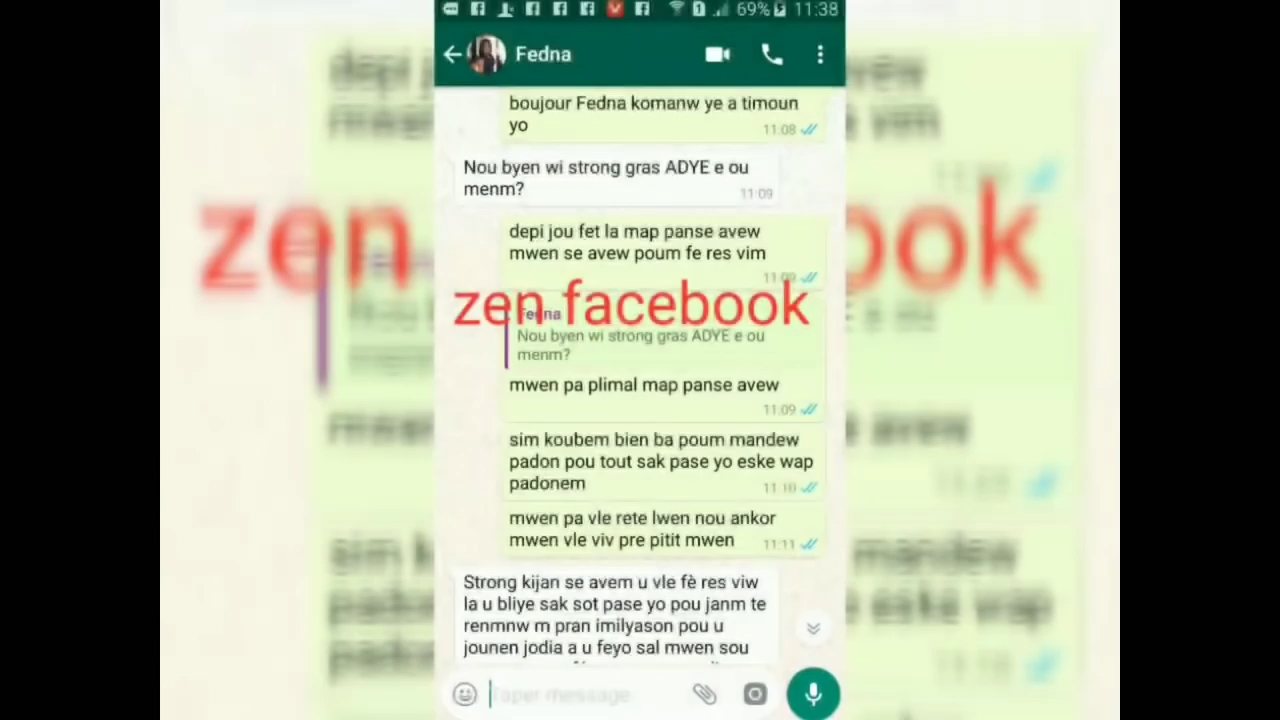 69% 11:38
Fedna
boujour Fedna komanw ye a timoun
yo
11:08
Nou byen wi strong gras ADYE e ou
menm?
11:09
depi jou fet la map panse avew
mwen se avew poum fe res vim
11:09
zen facebook
Fedna
Nou byen wi strong gras ADYE e ou
menm?
mwen pa plimal map panse avew
11:09
sim koubem bien ba poum mandew
padon pou tout sak pase yo eske wap
padonem
11:10
mwen pa vle rete lwen nou ankor
mwen vle viv pre pitit mwen
11:11
Strong kijan se avem u vle fè res viw
la u bliye sak sot pase yo pou janm te
renmnw m pran imilyason pou u
jounen jodia a u feyo sal mwen sou
Taper message